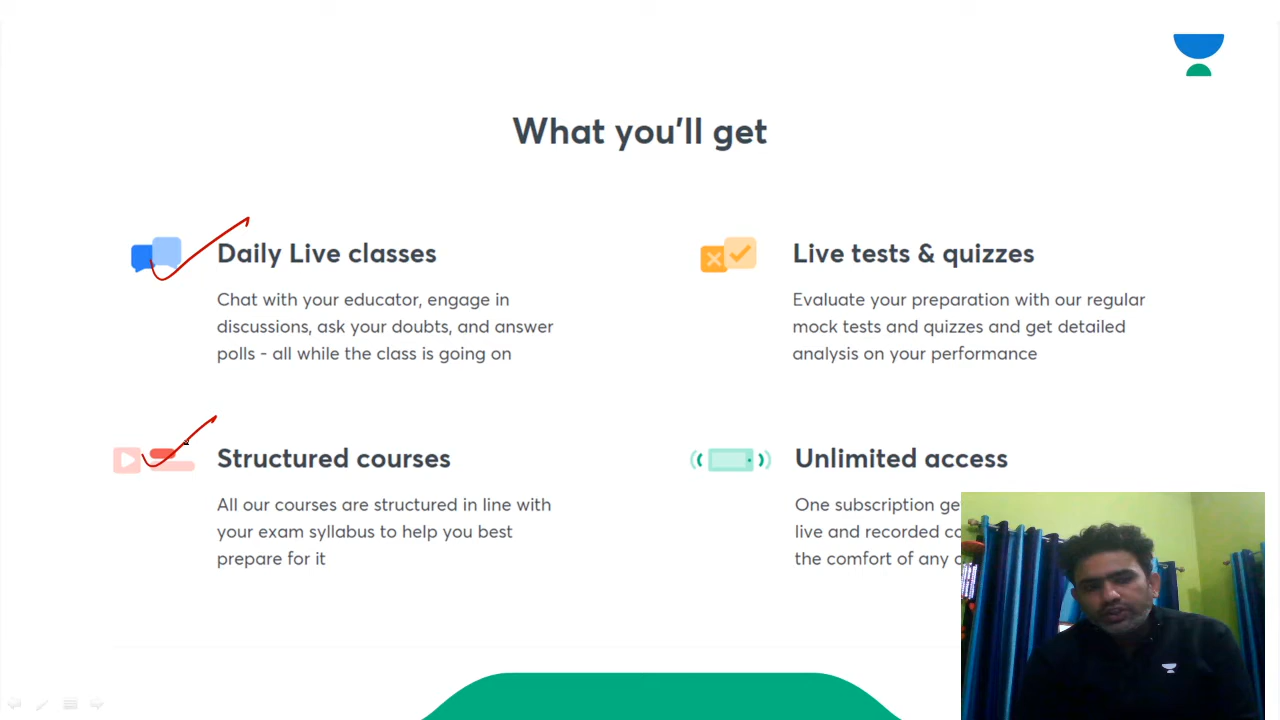 What you'll get
Daily Live classes
Chat with your educator, engage in
discussions, ask your doubts, and answer
polls - all while the class is going on
Live tests & quizzes
Evaluate your preparation with our regular
mock tests and quizzes and get detailed
analysis on your performance
Structured courses
All our courses are structured in line with
your exam syllabus to help you best
prepare for it
Unlimited access
One subscription
live and recorded
the comfort of any